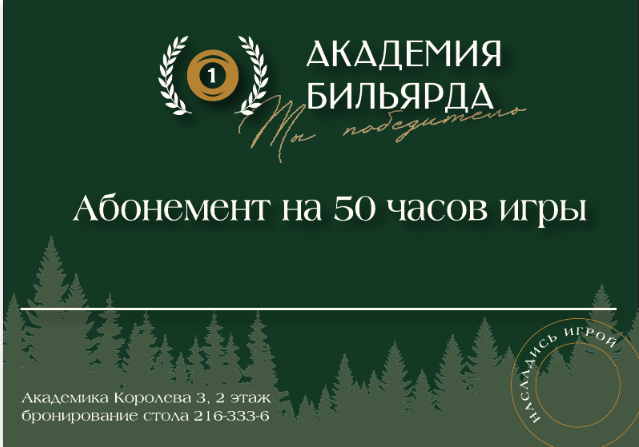 1
АКАДЕМИЯ
БИЛЬЯРДА
Ты победитель
Абонемент на 50 часов игры
НАСЛАДИСЬ ИГРОЙ
Академика Королева 3, 2 этаж
бронирование стола 216-333-6